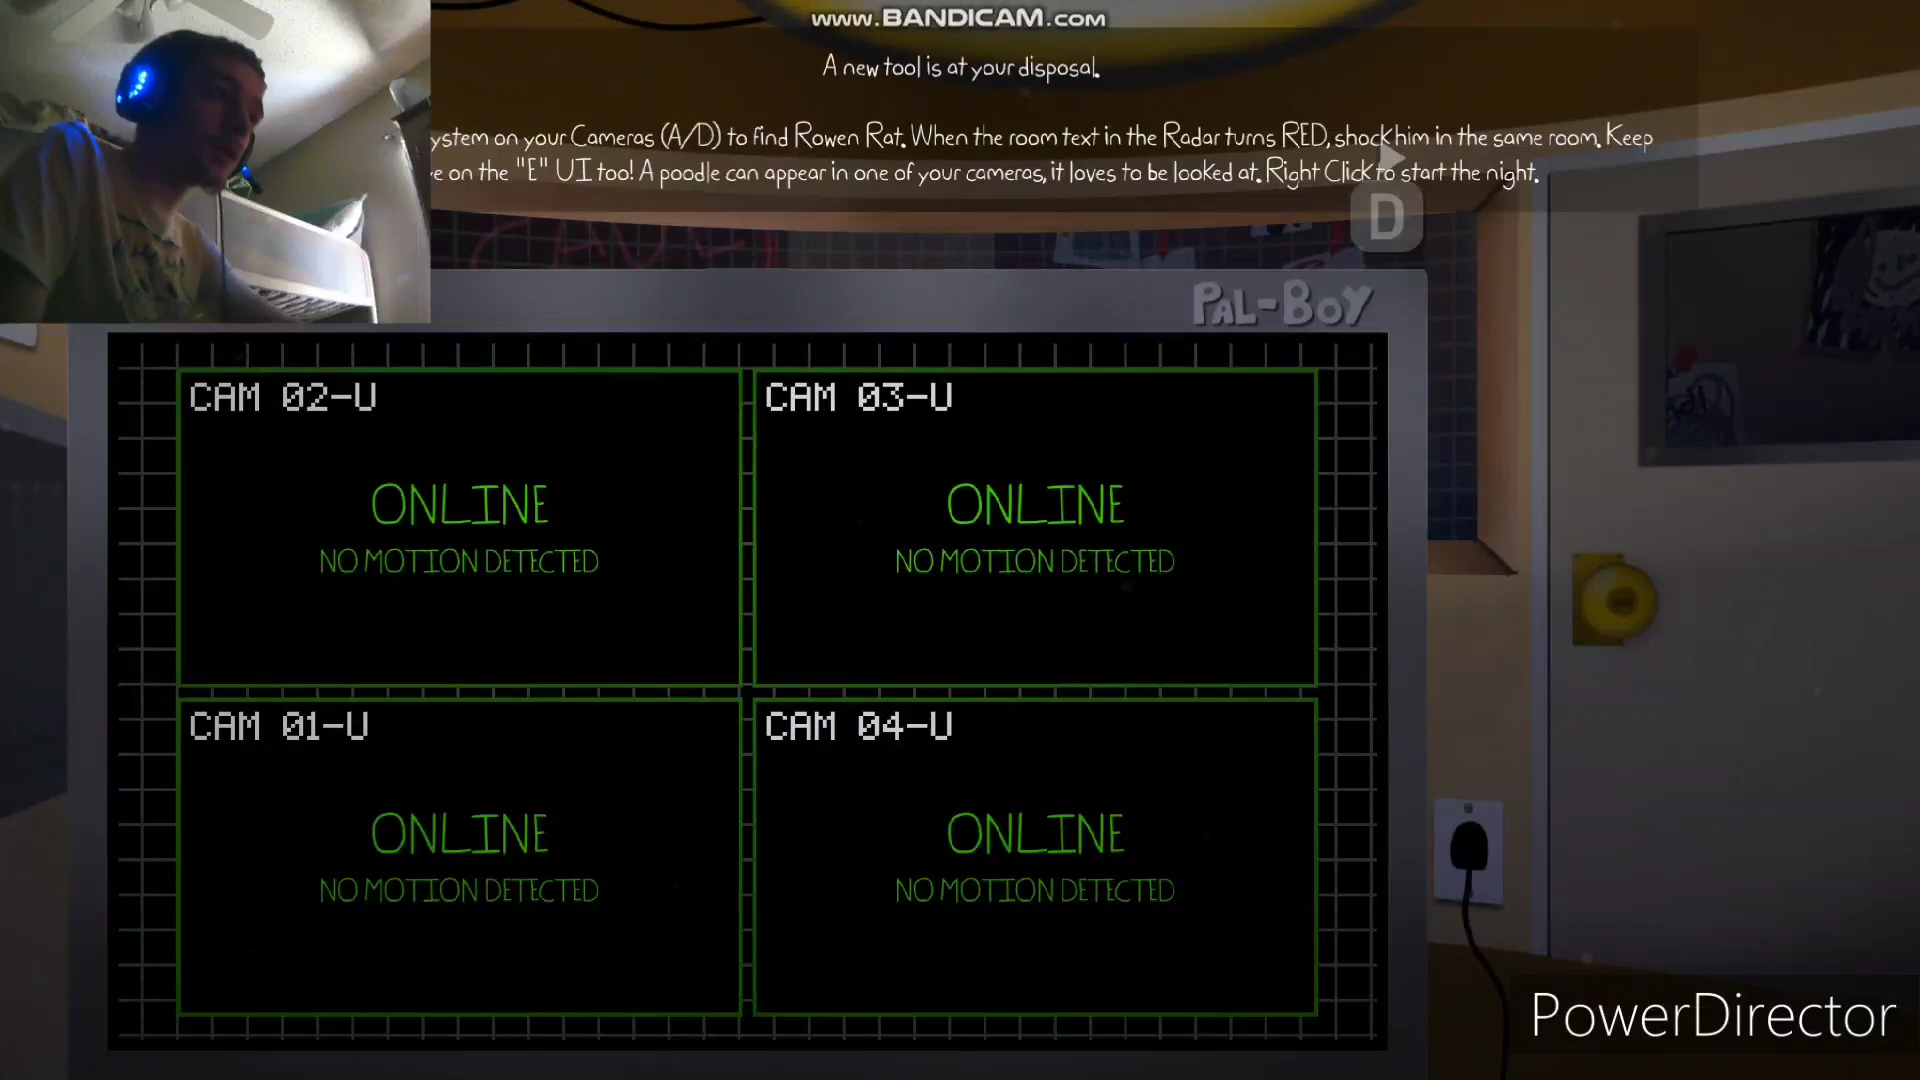 www.BANDICAM.com
A new tool is at your disposal.
ystem on your Cameras (A/D) to find Rowen Rat. When the room text in the Radar turns RED, shock him in the same room. Keep
e on the "E" UI too! A poodle can appear in one of your cameras, it loves to be looked at. Right Click to start the night.
D
PAL-BOY
CAM 02-U
ONLINE
NO MOTION DETECTED
CAM 03-U
ONLINE
NO MOTION DETECTED
CAM 01-U
ONLINE
NO MOTION DETECTED
CAM 04-U
ONLINE
NO MOTION DETECTED
PowerDirector